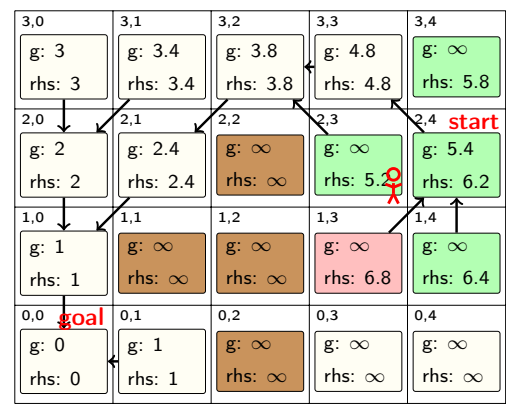 3,0 3,1 3,2 3,3 3,4
g: 3 g: 3.4 g: 3.8 g: 4.8 g: ∞
rhs: 3 rhs: 3.4 rhs: 3.8 rhs: 4.8 rhs: 5.8
2,0 2,1 2,2 2,3 2,4 start
g: 2 g: 2.4 g: ∞ g: ∞ g: 5.4
rhs: 2 rhs: 2.4 rhs: ∞ rhs: 5.2 rhs: 6.2
1,0 1,1 1,2 1,3 1,4
g: 1 g: ∞ g: ∞ g: ∞ g: ∞
rhs: 1 rhs: ∞ rhs: ∞ rhs: 6.8 rhs: 6.4
0,0 goal 0,1 0,2 0,3 0,4
g: 0 g: 1 g: ∞ g: ∞ g: ∞
rhs: 0 rhs: 1 rhs: ∞ rhs: ∞ rhs: ∞